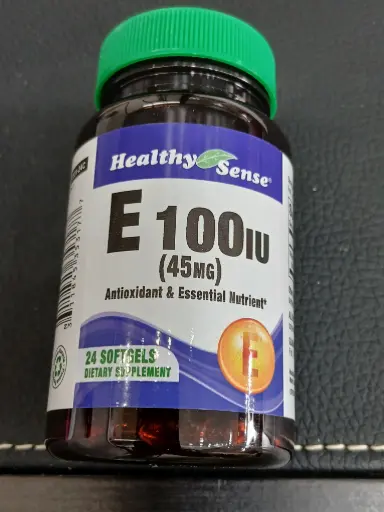 Healthy Sense®
E 100IU
(45MG)
Antioxidant & Essential Nutrient*
24 SOFTGELS
DIETARY SUPPLEMENT
E